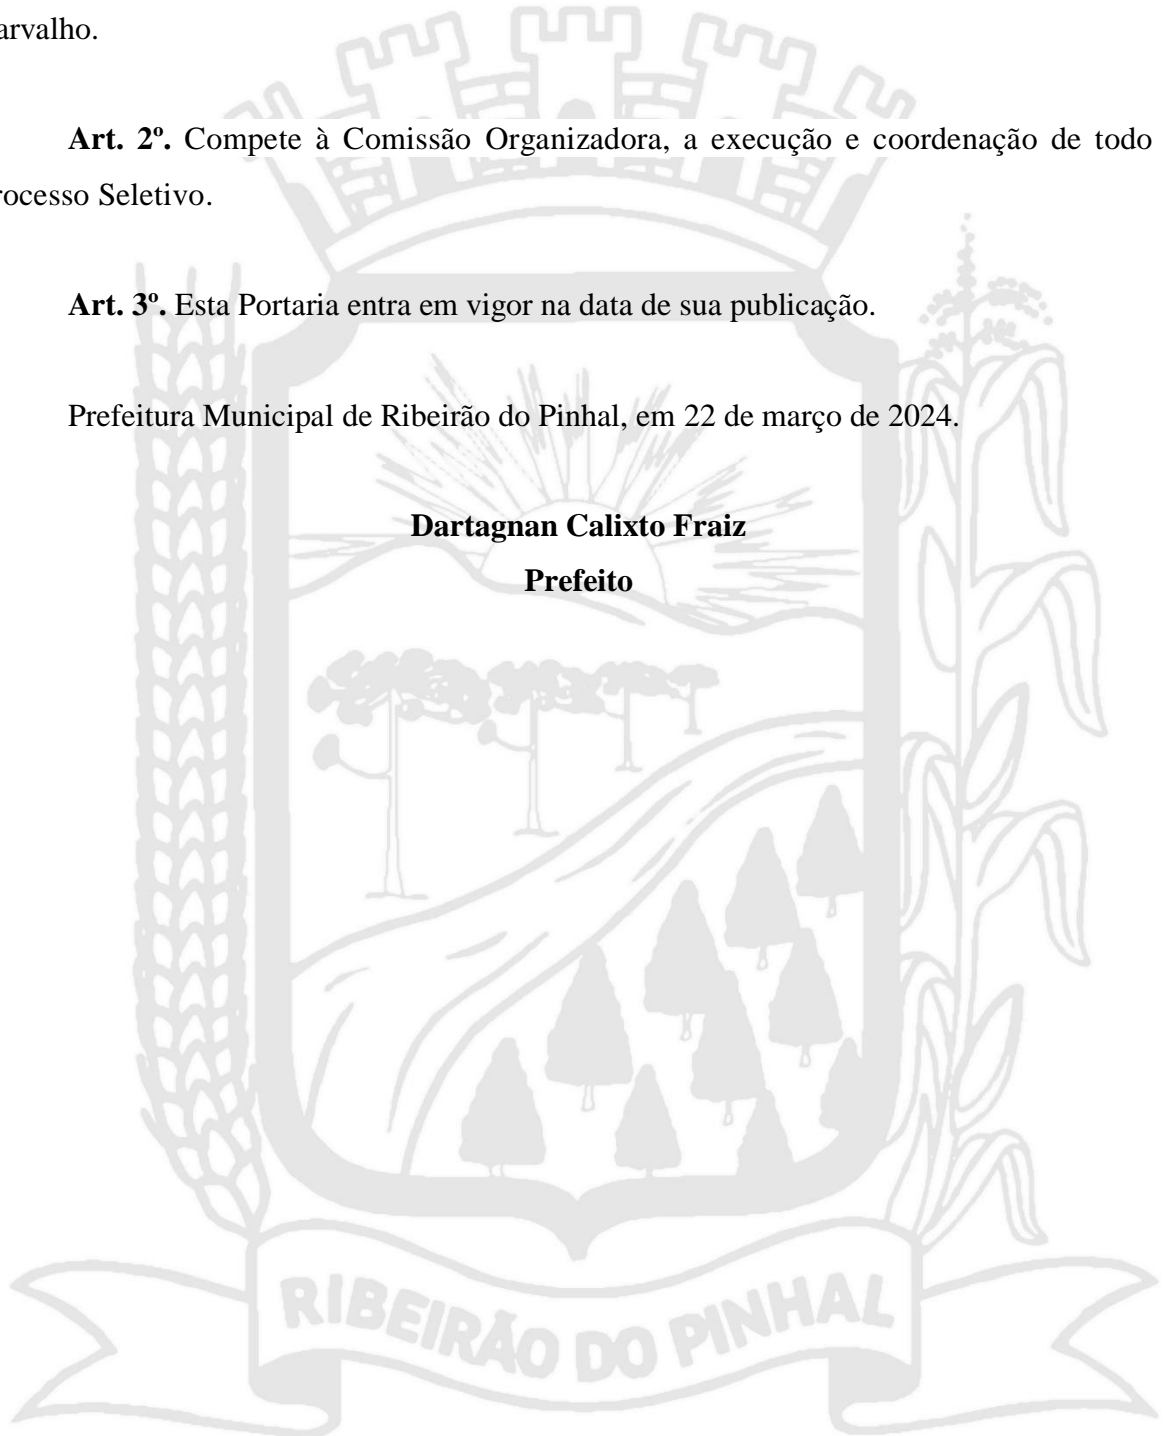 arvalho.
Art. 2º. Compete à Comissão Organizadora, a execução e coordenação de todo
rocesso Seletivo.
Art. 3º. Esta Portaria entra em vigor na data de sua publicação.
Prefeitura Municipal de Ribeirão do Pinhal, em 22 de março de 2024.
Dartagnan Calixto Fraiz
Prefeito
RIBEIRÃO DO PINHAL